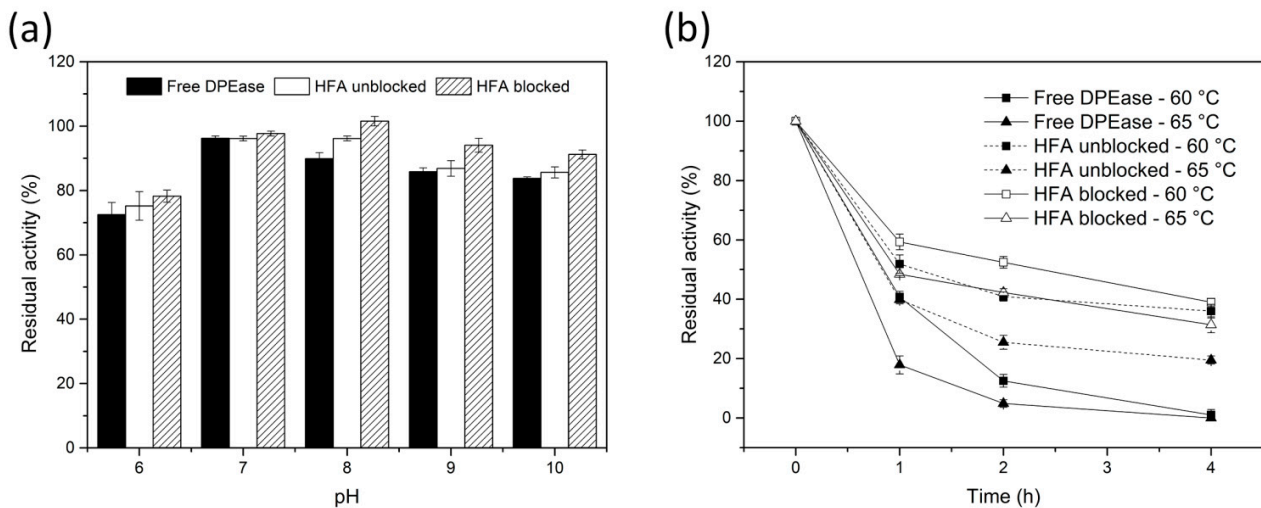 (a)
120
100
80
60
40
20
0
Residual activity (%)
Free DPEase HFA unblocked HFA blocked
6 7 8 9 10
pH
(b)
120
100
80
60
40
20
0
Residual activity (%)
Free DPEase - 60 °C
Free DPEase - 65 °C
HFA unblocked - 60 °C
HFA unblocked - 65 °C
HFA blocked - 60 °C
HFA blocked - 65 °C
0 1 2 3 4
Time (h)